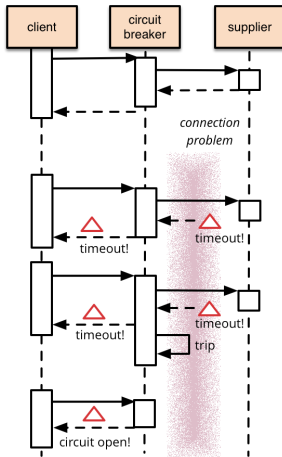 client
circuit
breaker
supplier
connection
problem
timeout!
timeout!
timeout!
timeout!
trip
circuit open!